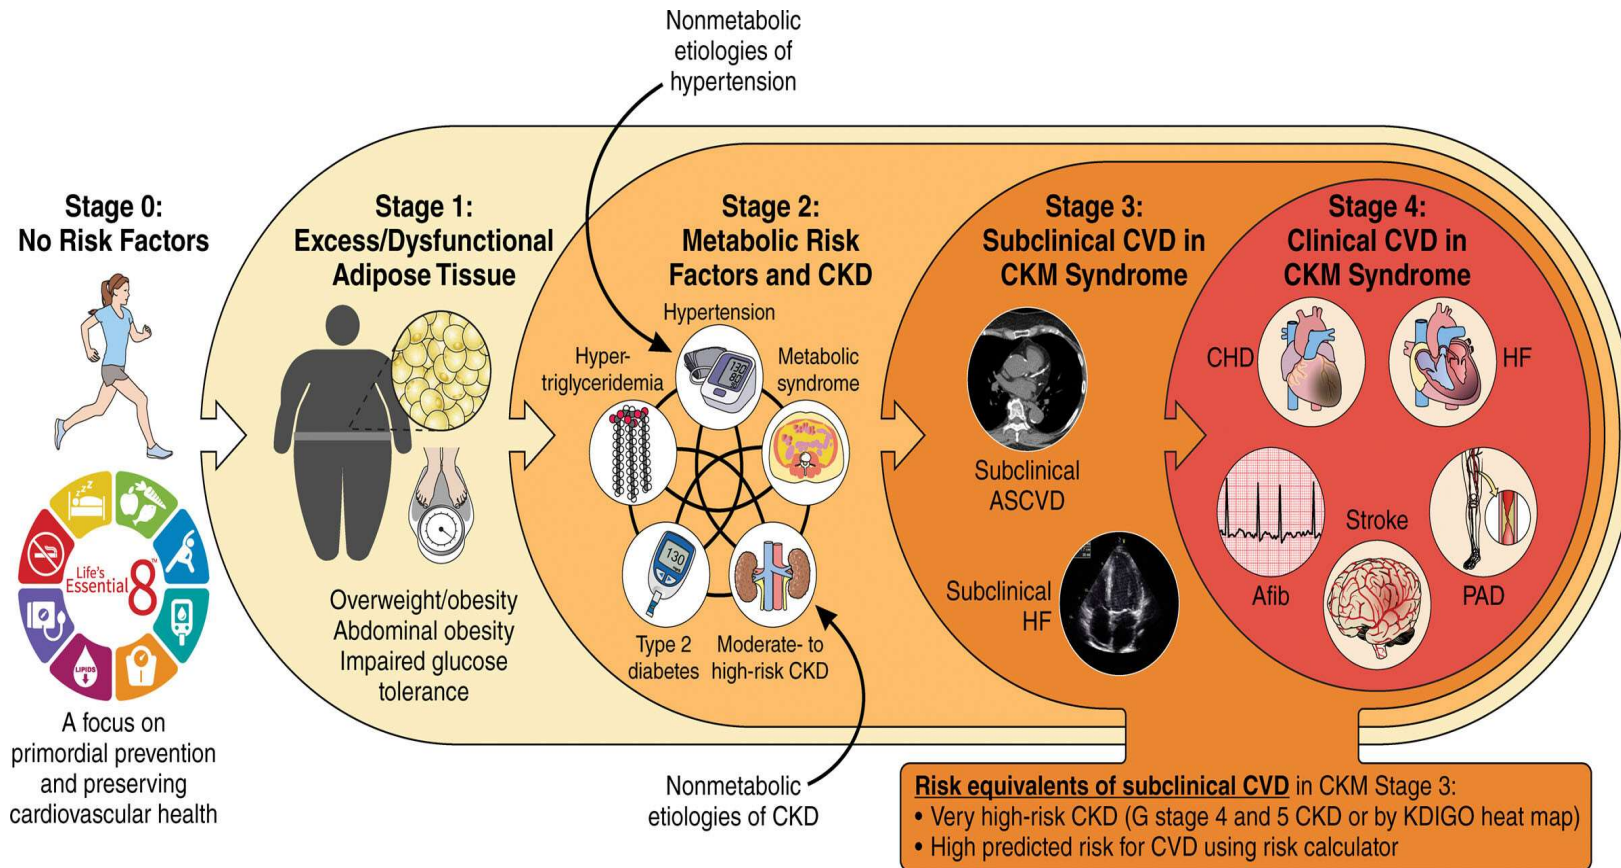 Nonmetabolic
etiologies of
hypertension
Stage 0:
No Risk Factors
Life's
Essential 8™
LIPIDS
A focus on
primordial prevention
and preserving
cardiovascular health
Stage 1:
Excess/Dysfunctional
Adipose Tissue
Overweight/obesity
Abdominal obesity
Impaired glucose
tolerance
Stage 2:
Metabolic Risk
Factors and CKD
Hypertension
130
80
Hyper-
triglyceridemia
Metabolic
syndrome
130
Type 2
diabetes
Moderate- to
high-risk CKD
Nonmetabolic
etiologies of CKD
Stage 3:
Subclinical CVD in
CKM Syndrome
Subclinical
ASCVD
Subclinical
HF
Stage 4:
Clinical CVD in
CKM Syndrome
CHD
HF
Afib
Stroke
PAD
Risk equivalents of subclinical CVD in CKM Stage 3:
• Very high-risk CKD (G stage 4 and 5 CKD or by KDIGO heat map)
• High predicted risk for CVD using risk calculator